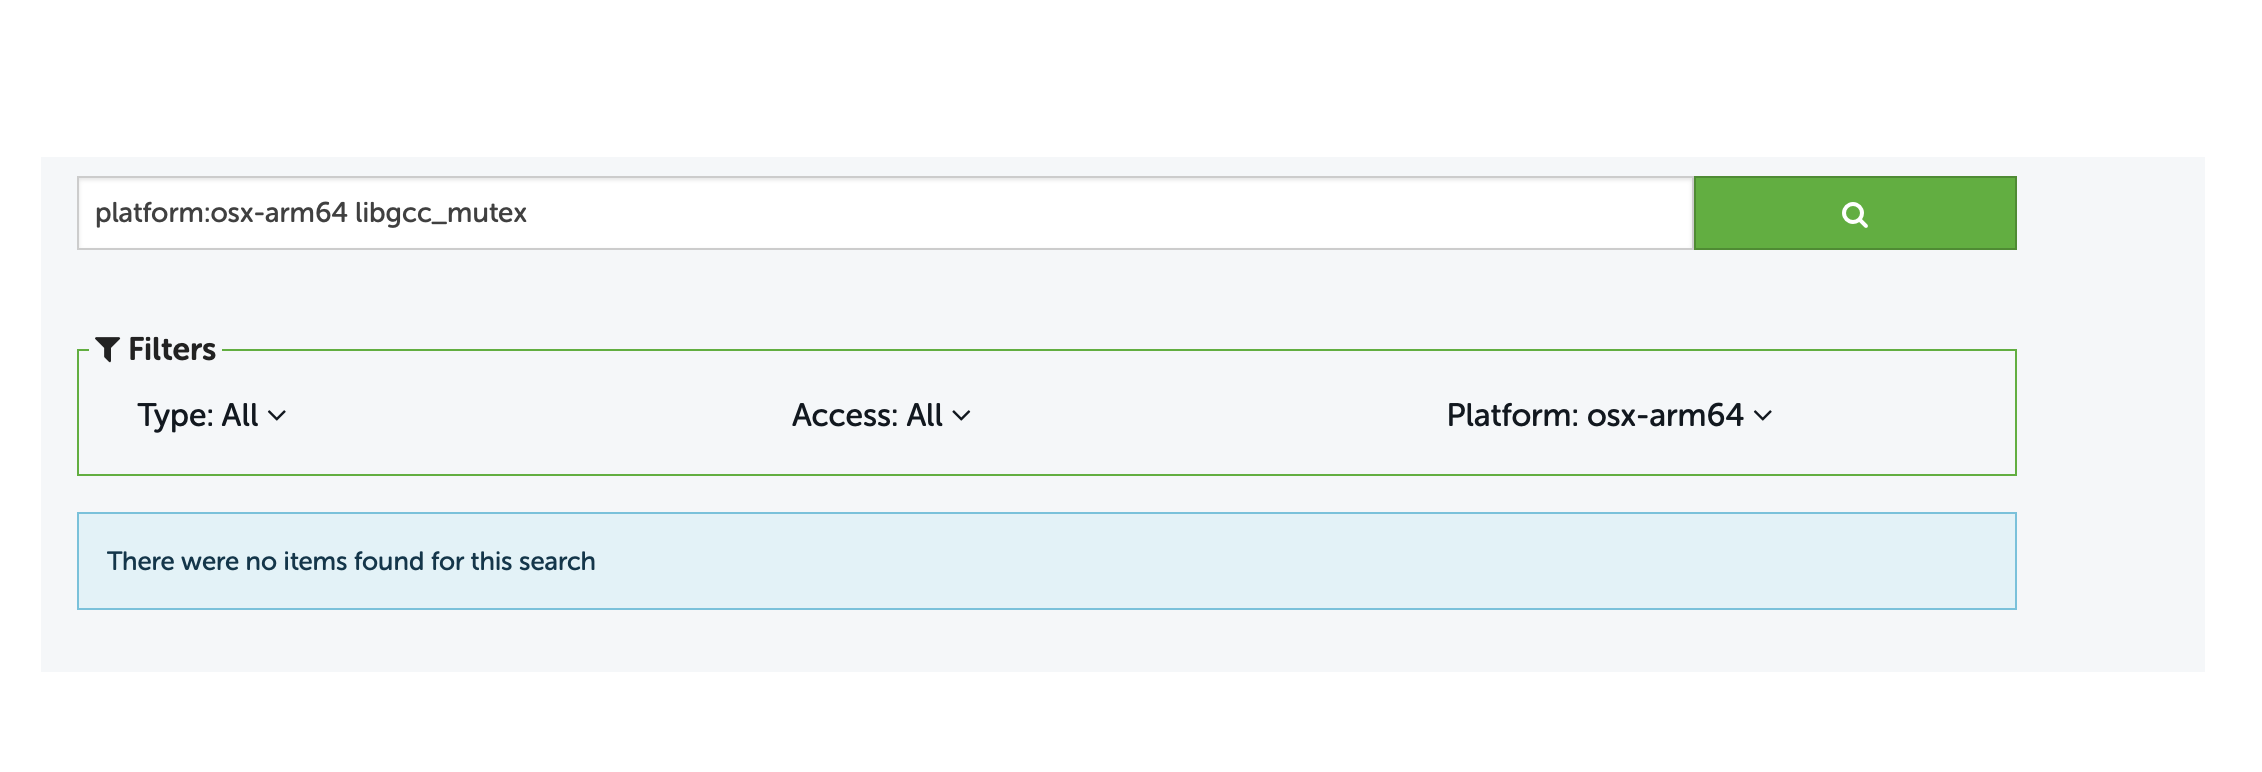 platform:osx-arm64 libgcc_mutex
Filters
Type: All Access: All Platform: osx-arm64
There were no items found for this search